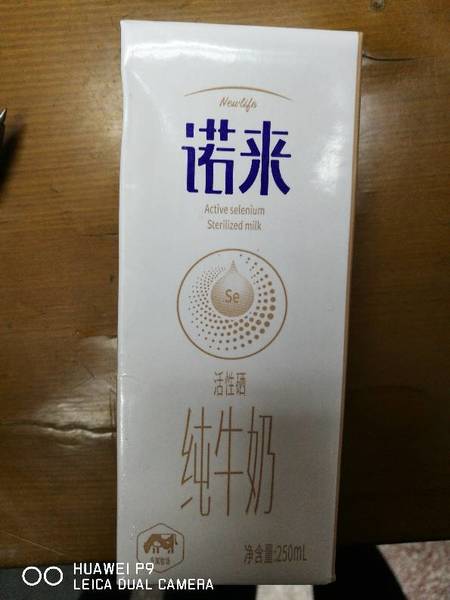 Newlife
诺来
Active selenium
Sterilized milk
Se
活性硒
纯牛奶
净含量:250mL
HUAWEI P9
LEICA DUAL CAMERA